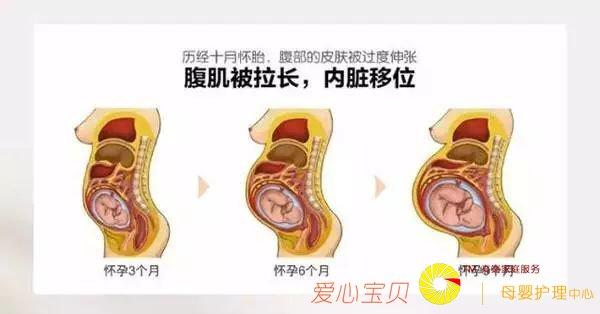 历经十月怀胎，腹部的皮肤被过度伸张
腹肌被拉长，内脏移位
怀孕3个月
怀孕6个月
怀孕9个月
家庭服务
爱心宝贝
母婴护理中心